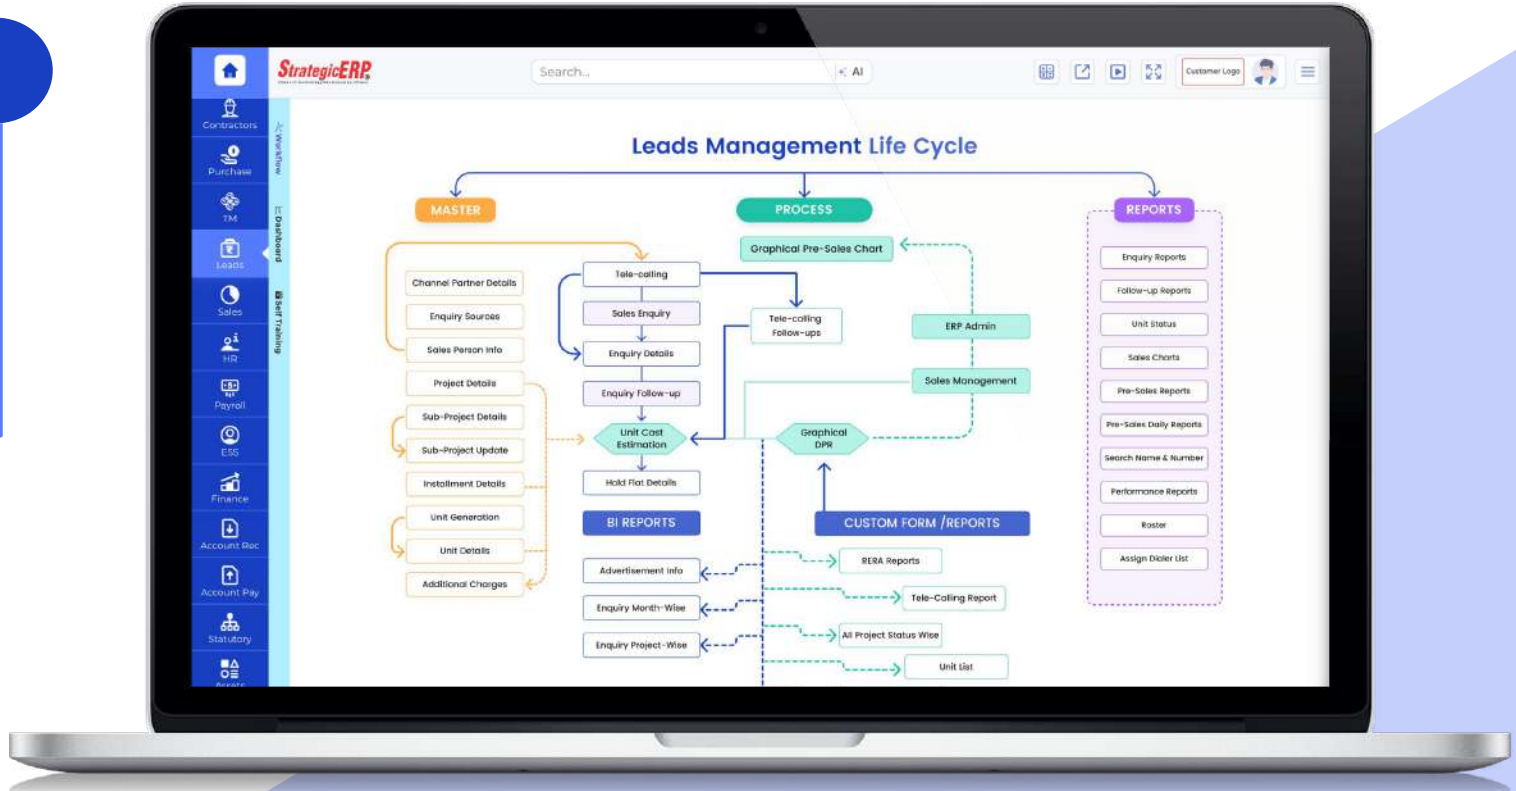 StrategicERP
Search...
AI
Customer Logo
Contractors
Purchase
TM
Leads
Sales
HR
Payroll
ESS
Finance
Account Rec
Account Pay
Statutory
Assets
Workflow
Dashboard
Self Training
Leads Management Life Cycle
MASTER
Channel Partner Details
Enquiry Sources
Sales Person Info
Project Details
Sub-Project Details
Sub-Project Update
Installment Details
Unit Generation
Unit Details
Additional Charges
PROCESS
Graphical Pre-Sales Chart
Tele-calling
Sales Enquiry
Enquiry Details
Enquiry Follow-up
Unit Cost
Estimation
Hold Flat Details
Tele-calling
Follow-ups
ERP Admin
Sales Management
Graphical
DPR
BI REPORTS
Advertisement Info
Enquiry Month-Wise
Enquiry Project-Wise
CUSTOM FORM /REPORTS
RERA Reports
Tele-Calling Report
All Project Status Wise
Unit List
REPORTS
Enquiry Reports
Follow-up Reports
Unit Status
Sales Charts
Pre-Sales Reports
Pre-Sales Daily Reports
Search Name & Number
Performance Reports
Roster
Assign Dialer List